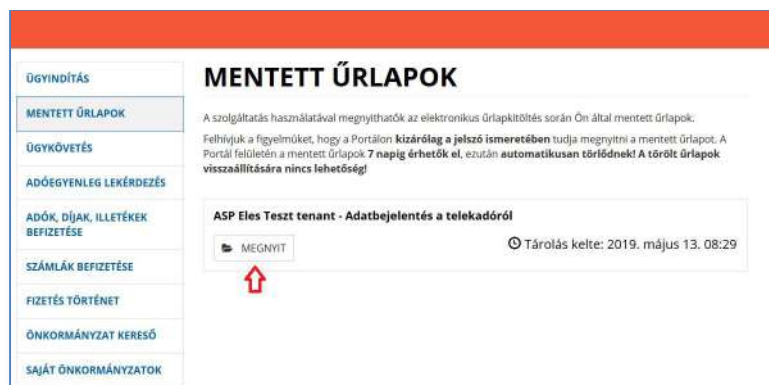 ÜGYINDÍTÁS
MENTETT ŰRLAPOK
ÜGYKÖVETÉS
ADÓEGYENLEG LEKÉRDEZÉS
ADÓK, DÍJAK, ILLETÉKEK
BEFIZETÉSE
SZÁMLÁK BEFIZETÉSE
FIZETÉS TÖRTÉNET
ÖNKORMÁNYZAT KERESŐ
SAJÁT ÖNKORMÁNYZATOK
MENTETT ŰRLAPOK
A szolgáltatás használatával megnyithatók az elektronikus űrlapkitöltés során Ön által mentett űrlapok.
Felhívjuk a figyelmüket, hogy a Portálon kizárólag a jelszó ismeretében tudja megnyitni a mentett űrlapot. A
Portál felületén a mentett űrlapok 7 napig érhetők el, ezután automatikusan törlődnek! A törölt űrlapok
visszaállítására nincs lehetőség!
ASP Eles Teszt tenant - Adatbejelentés a telekadóról
MEGNYIT
Tárolás kelte: 2019. május 13. 08:29